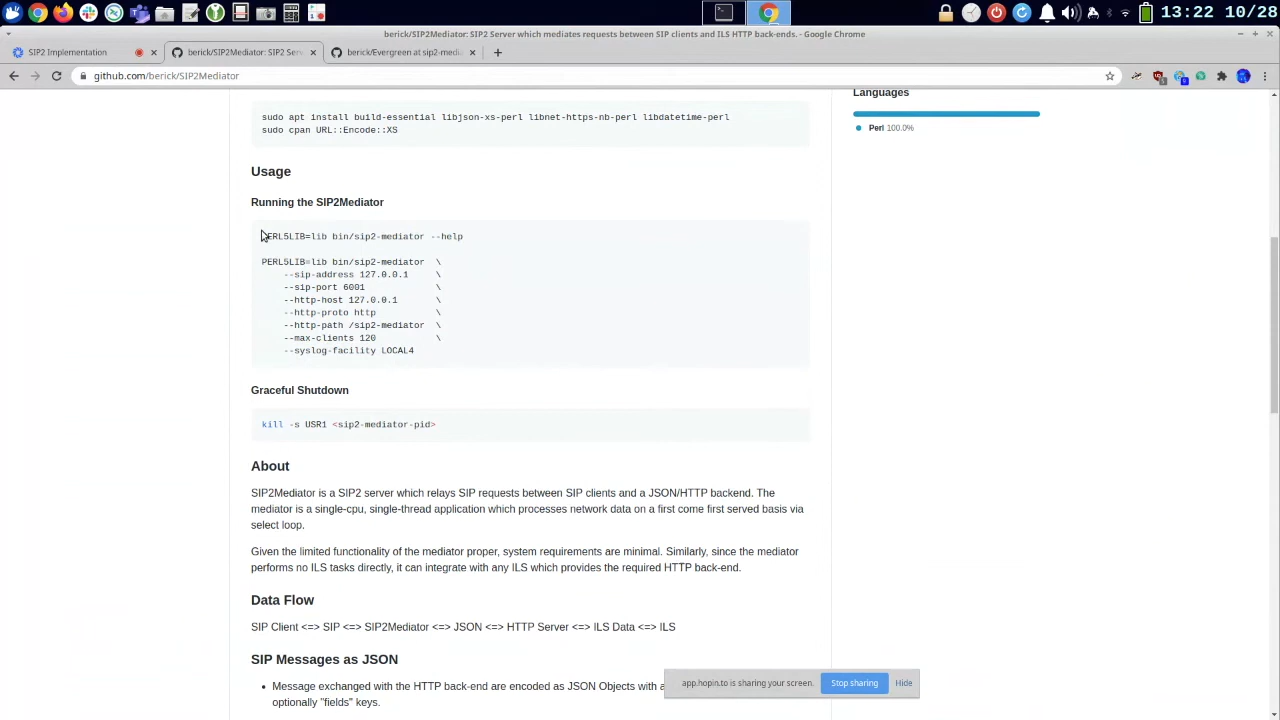 13:22 10/28
berick/SIP2Mediator: SIP2 Server which mediates requests between SIP clients and ILS HTTP back-ends. - Google Chrome
SIP2 Implementation
berick/SIP2Mediator: SIP2 Serv
berick/Evergreen at sip2-media
github.com/berick/SIP2Mediator
Languages
Perl 100.0%
sudo apt install build-essential libjson-xs-perl libnet-https-nb-perl libdatetime-perl
sudo cpan URL::Encode::XS
Usage
Running the SIP2Mediator
PERL5LIB=lib bin/sip2-mediator --help
PERL5LIB=lib bin/sip2-mediator \
--sip-address 127.0.0.1 \
--sip-port 6001 \
--http-host 127.0.0.1 \
--http-proto http \
--http-path /sip2-mediator \
--max-clients 120 \
--syslog-facility LOCAL4
Graceful Shutdown
kill -s USR1 <sip2-mediator-pid>
About
SIP2Mediator is a SIP2 server which relays SIP requests between SIP clients and a JSON/HTTP backend. The
mediator is a single-cpu, single-thread application which processes network data on a first come first served basis via
select loop.
Given the limited functionality of the mediator proper, system requirements are minimal. Similarly, since the mediator
performs no ILS tasks directly, it can integrate with any ILS which provides the required HTTP back-end.
Data Flow
SIP Client <=> SIP <=> SIP2Mediator <=> JSON <=> HTTP Server <=> ILS Data <=> ILS
SIP Messages as JSON
Message exchanged with the HTTP back-end are encoded as JSON Objects with a
optionally "fields" keys.
app.hopin.to is sharing your screen.
Stop sharing
Hide